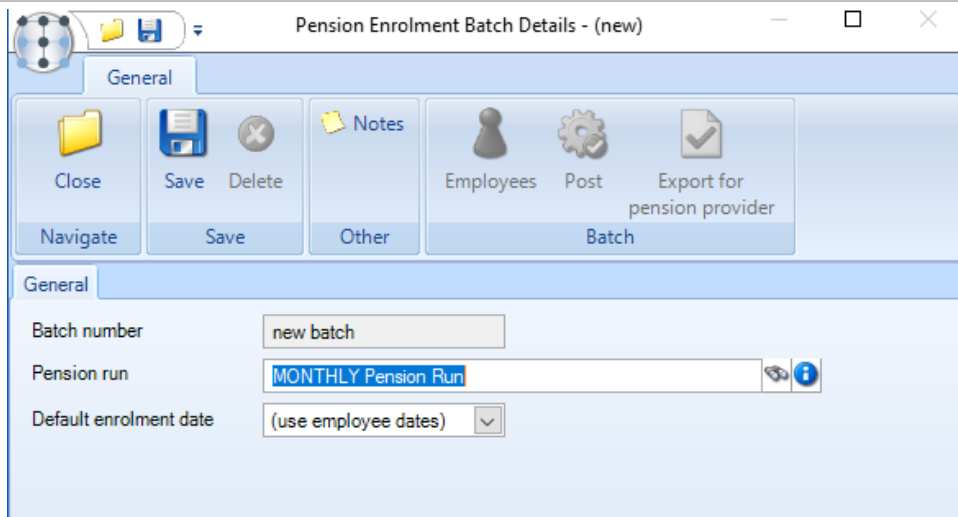 Pension Enrolment Batch Details - (new)
General
Close
Save
Delete
Notes
Employees
Post
Export for
pension provider
Navigate
Save
Other
Batch
General
Batch number
new batch
Pension run
MONTHLY Pension Run
Default enrolment date
(use employee dates)